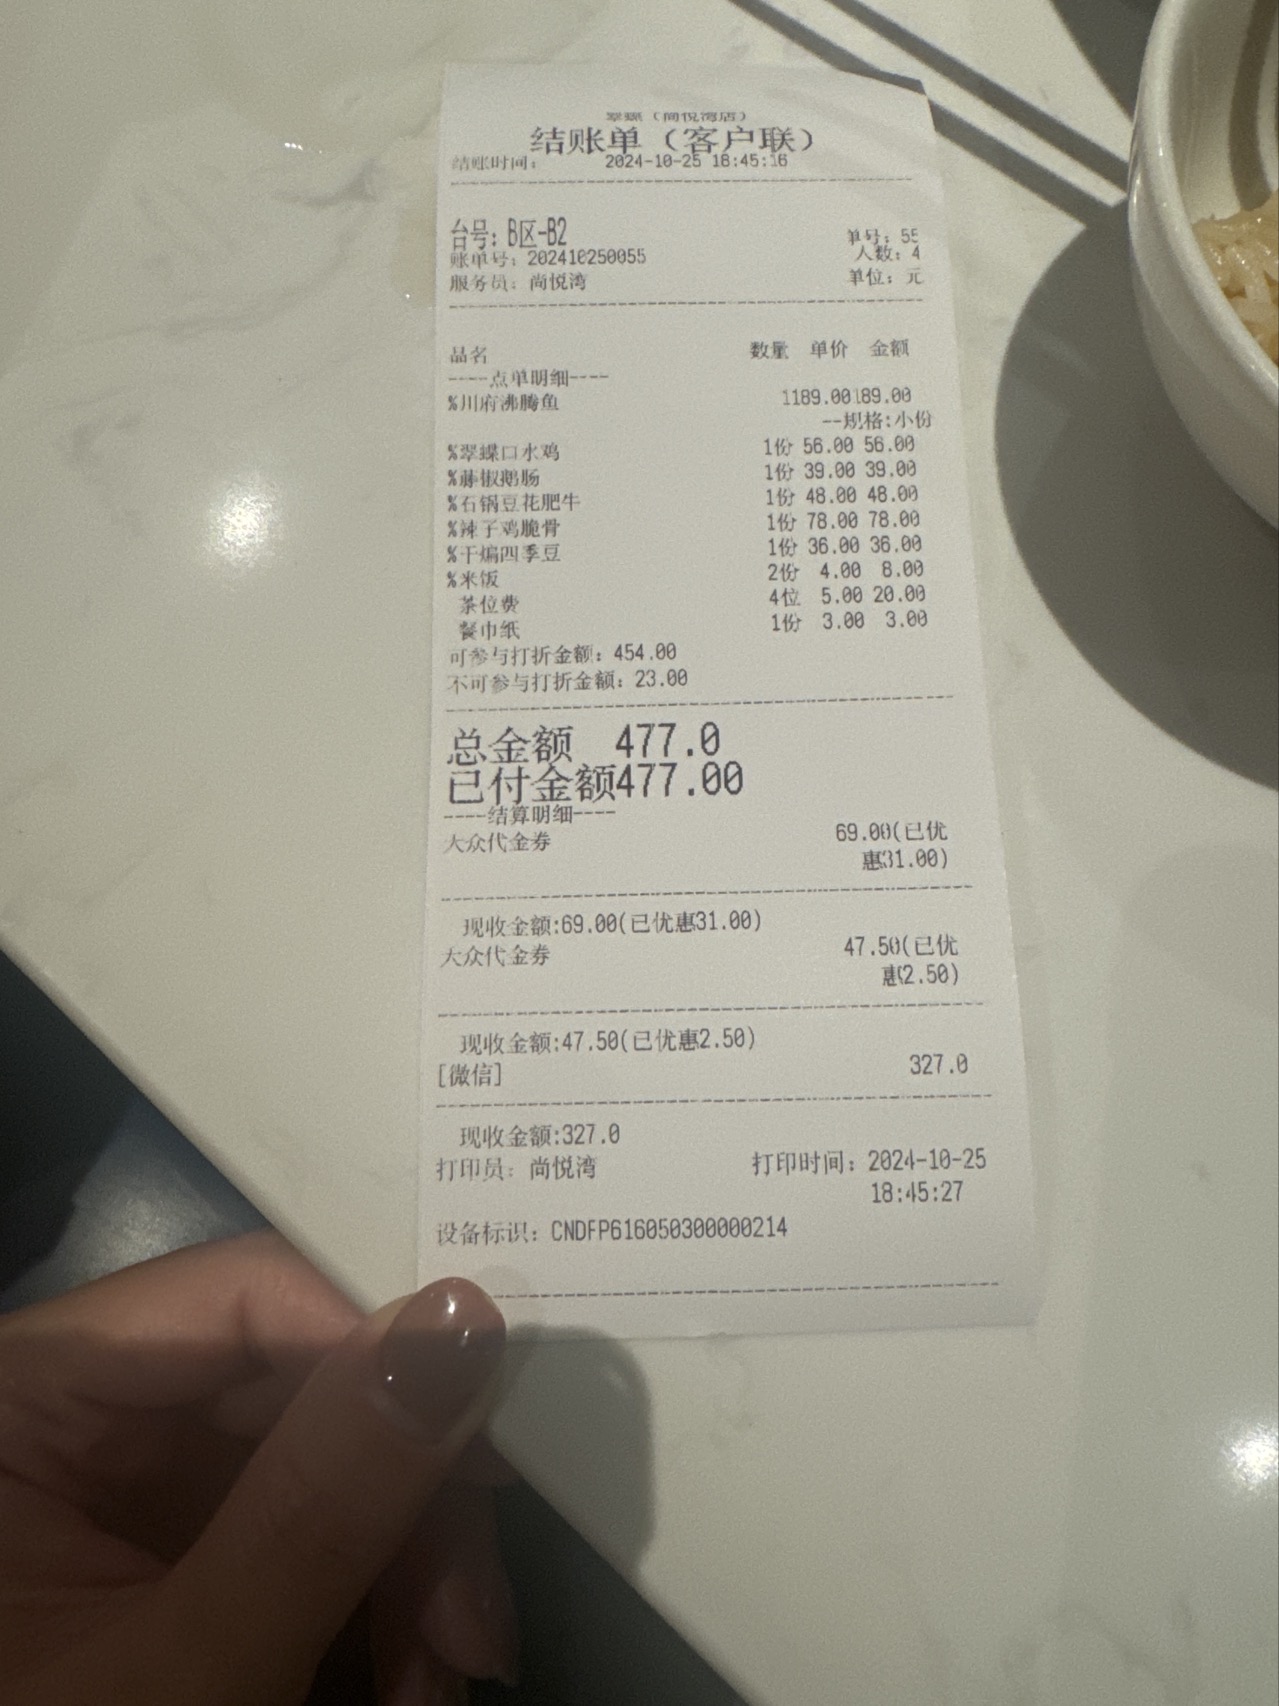 翠蝶（尚悦湾店）
结账单（客户联）
结账时间： 2024-10-25 18:45:16
台号：B区-B2
单号：55
账单号：202410250055
人数：4
服务员：尚悦湾
单位：元
品名 数量 单价 金额
----点单明细----
%川府沸腾鱼 1189.00189.00
--规格:小份
%翠蝶口水鸡 1份 56.00 56.00
%藤椒鹅肠 1份 39.00 39.00
%石锅豆花肥牛 1份 48.00 48.00
%辣子鸡脆骨 1份 78.00 78.00
%干煸四季豆 1份 36.00 36.00
%米饭 2份 4.00 8.00
茶位费 4位 5.00 20.00
餐巾纸 1份 3.00 3.00
可参与打折金额：454.00
不可参与打折金额：23.00
总金额 477.0
已付金额477.00
----结算明细----
大众代金券 69.00(已优
惠31.00)
现收金额:69.00(已优惠31.00)
大众代金券 47.50(已优
惠2.50)
现收金额:47.50(已优惠2.50)
[微信] 327.0
现收金额:327.0
打印员：尚悦湾 打印时间：2024-10-25
18:45:27
设备标识：CNDFP616050300000214